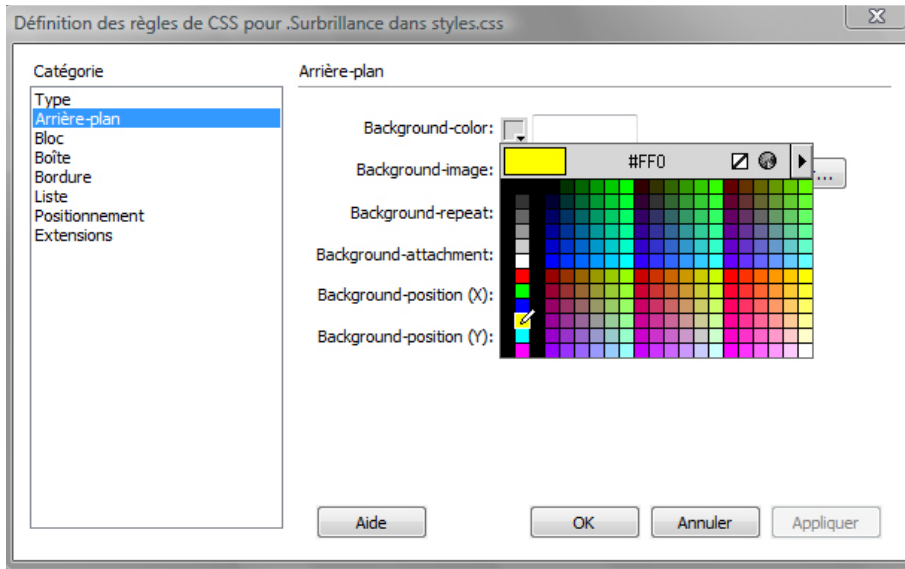 Définition des règles de CSS pour .Surbrillance dans styles.css
Catégorie
Type
Arrière-plan
Bloc
Boîte
Bordure
Liste
Positionnement
Extensions
Arrière-plan
Background-color:
#FF0
Background-image:
...
Background-repeat:
Background-attachment:
Background-position (X):
Background-position (Y):
Aide
OK
Annuler
Appliquer